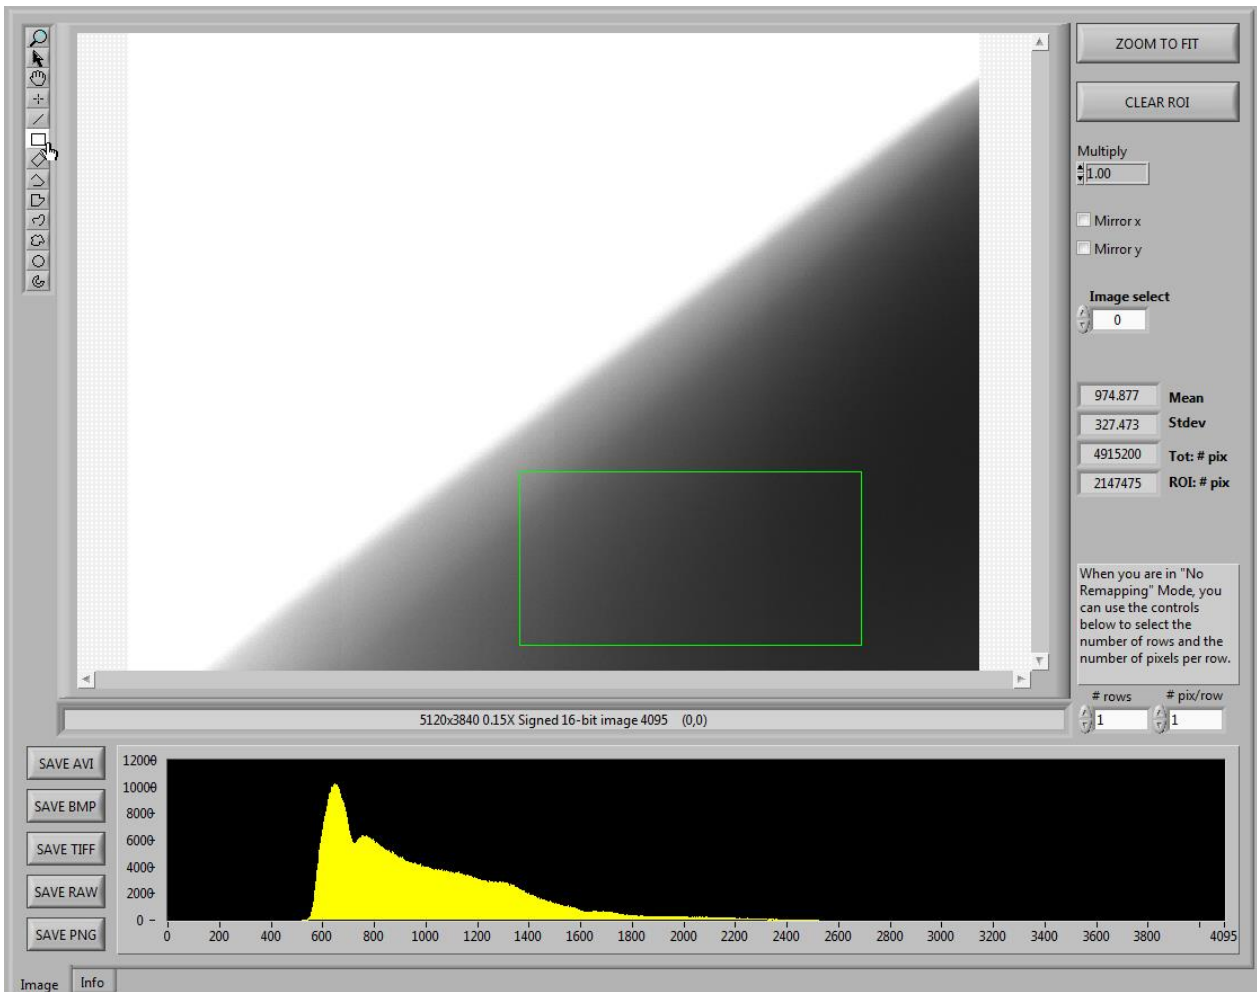 ZOOM TO FIT
CLEAR ROI
Multiply
1.00
Mirror x
Mirror y
Image select
0
974.877 Mean
327.473 Stdev
4915200 Tot: # pix
2147475 ROI: # pix
When you are in "No
Remapping" Mode, you
can use the controls
below to select the
number of rows and the
number of pixels per row.
# rows # pix/row
1 1
5120x3840 0.15X Signed 16-bit image 4095 (0,0)
SAVE AVI
SAVE BMP
SAVE TIFF
SAVE RAW
SAVE PNG
12000
10000
8000
6000
4000
2000
0
0 200 400 600 800 1000 1200 1400 1600 1800 2000 2200 2400 2600 2800 3000 3200 3400 3600 3800 4095
Image Info